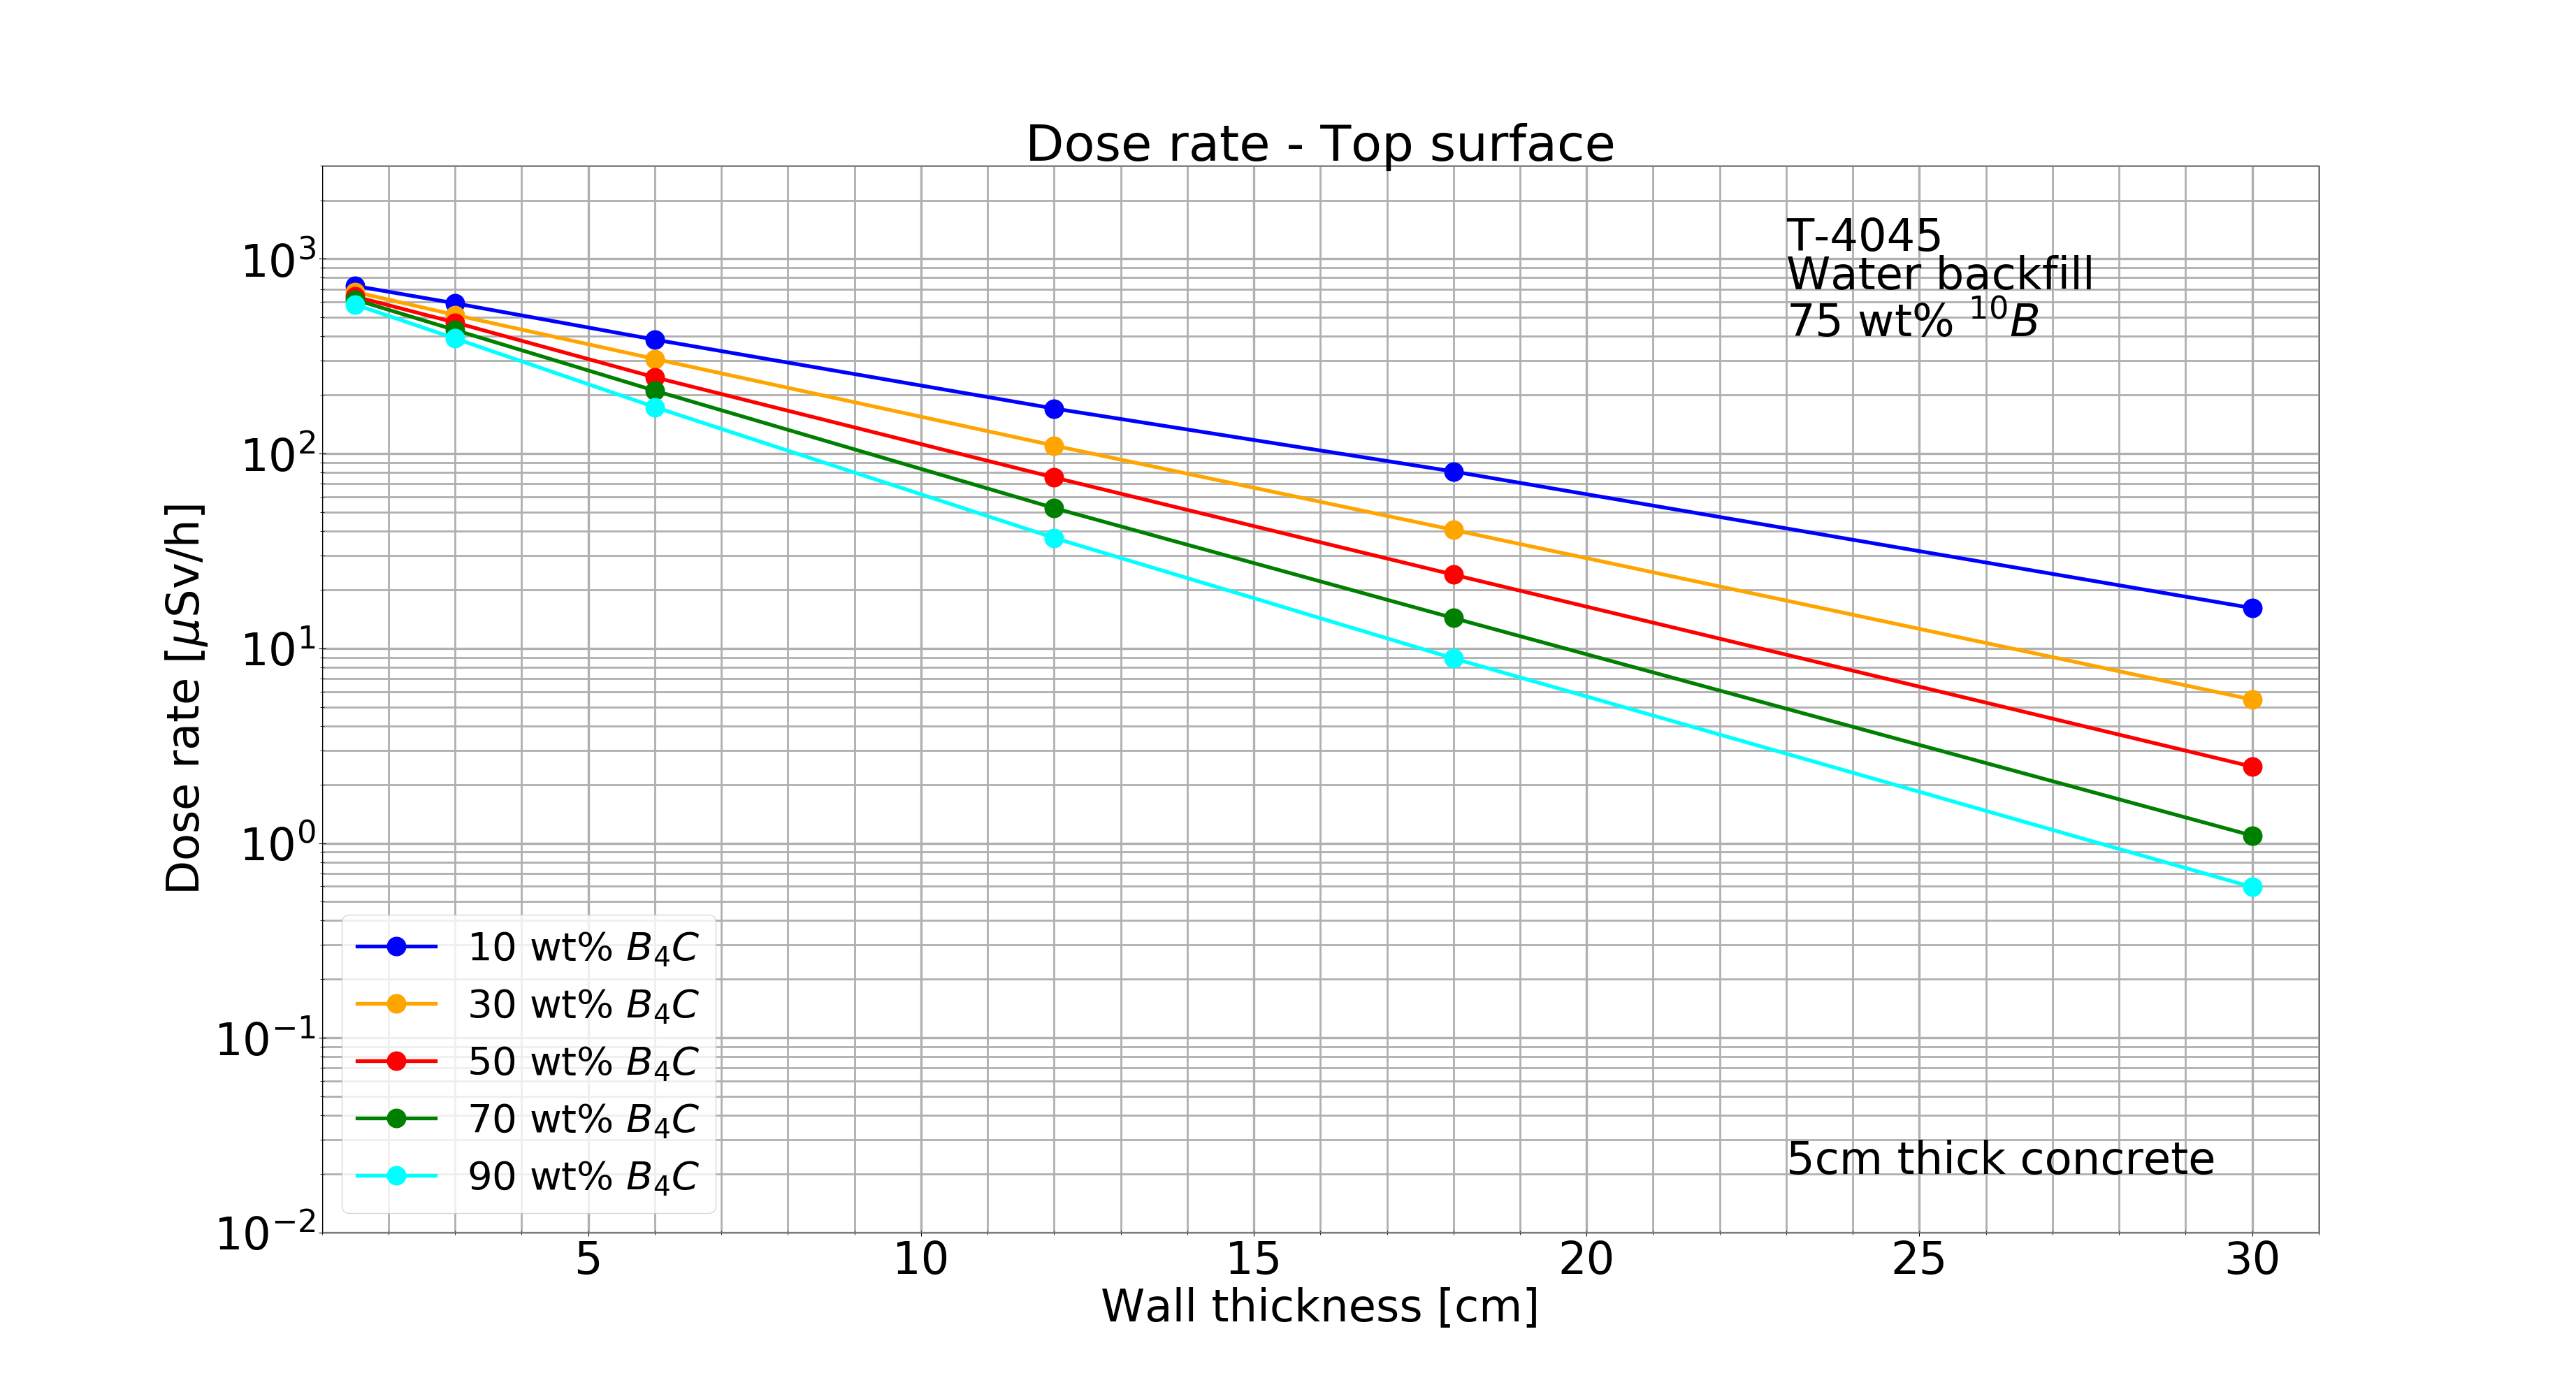 Dose rate - Top surface
T-4045
Water backfill
75 wt% ¹⁰B
Dose rate [μSv/h]
10³
10²
10¹
10⁰
10⁻¹
10⁻²
10 wt% B₄C
30 wt% B₄C
50 wt% B₄C
70 wt% B₄C
90 wt% B₄C
5cm thick concrete
5 10 15 20 25 30
Wall thickness [cm]